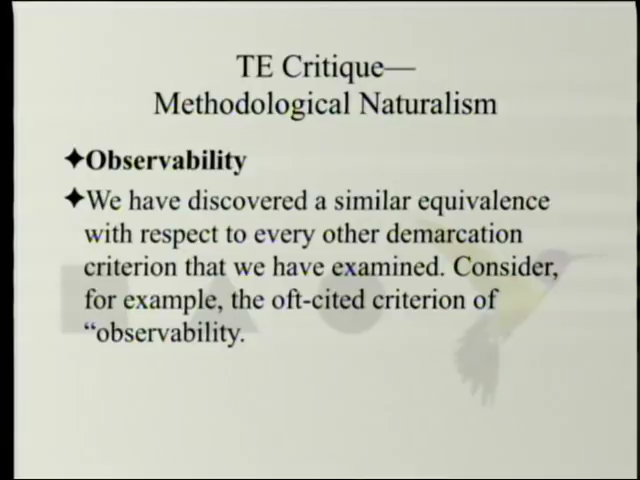 TE Critique—
Methodological Naturalism
✦Observability
✦We have discovered a similar equivalence
with respect to every other demarcation
criterion that we have examined. Consider,
for example, the oft-cited criterion of
“observability.